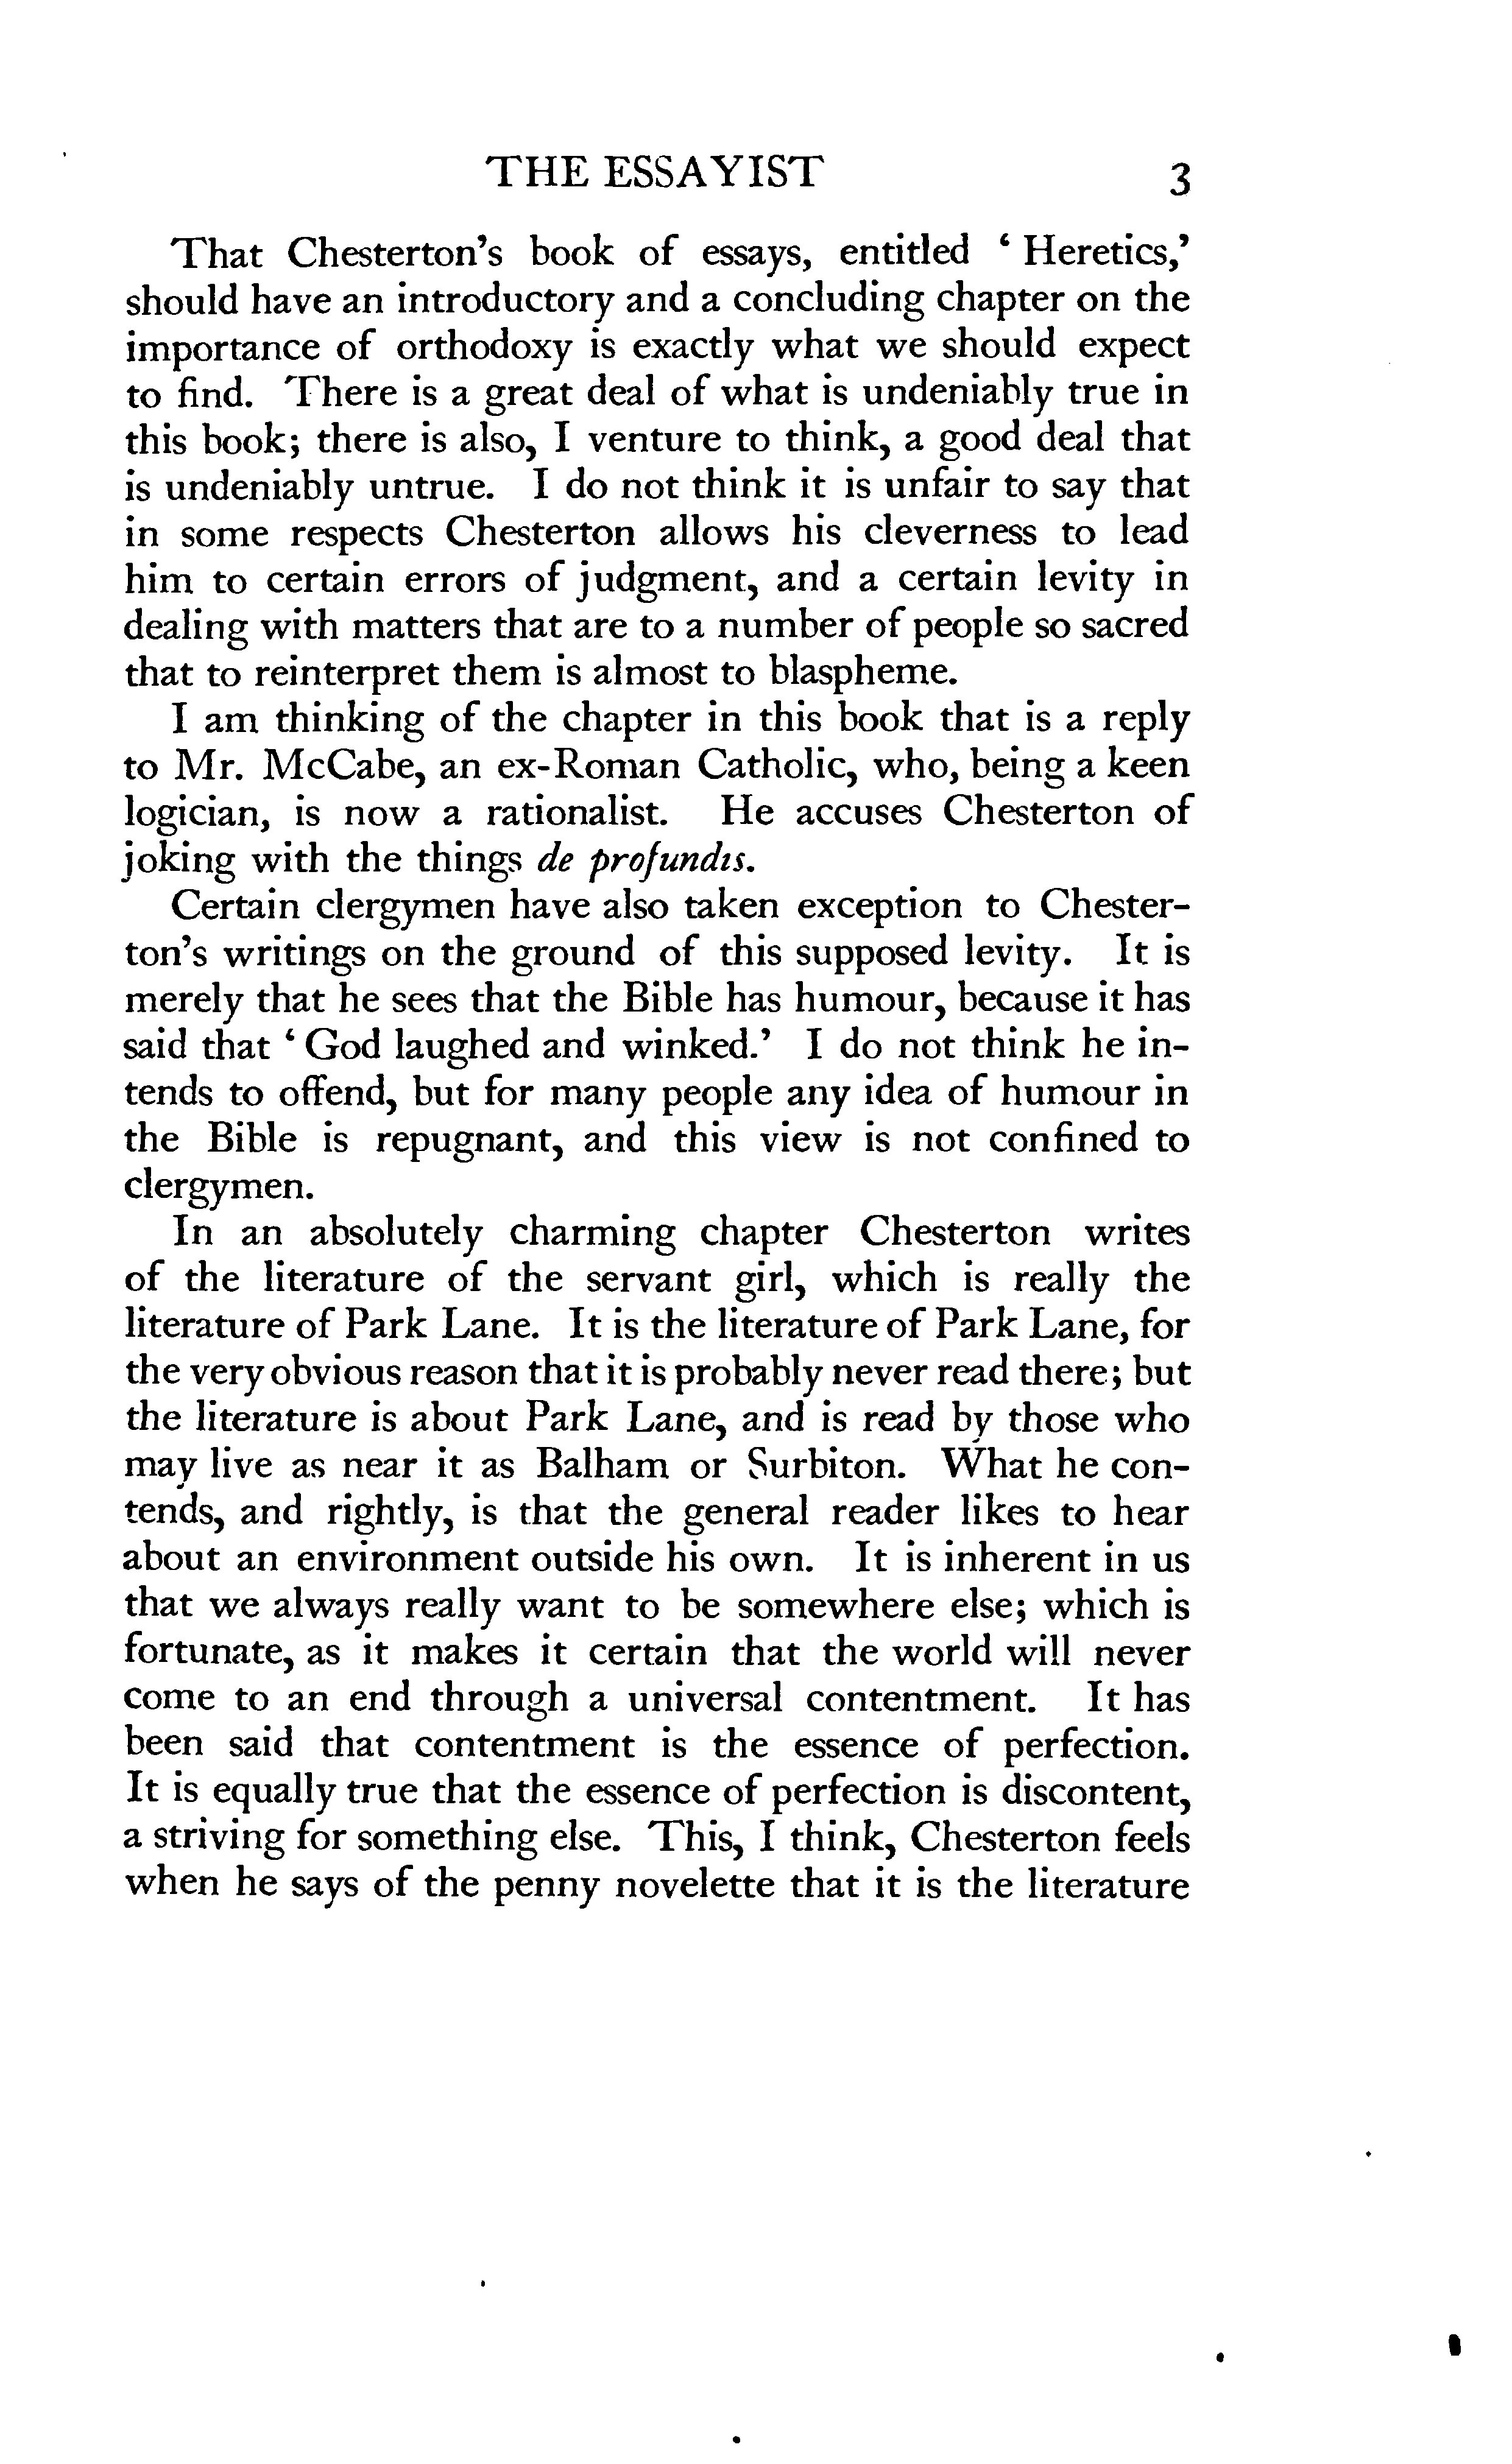 THE ESSAYIST 3
That Chesterton's book of essays, entitled ‘ Heretics,’
should have an introductory and a concluding chapter on the
importance of orthodoxy is exactly what we should expect
to find. There is a great deal of what is undeniably true in
this book; there is also, I venture to think, a good deal that
is undeniably untrue. I do not think it is unfair to say that
in some respects Chesterton allows his cleverness to lead
him to certain errors of judgment, and a certain levity in
dealing with matters that are to a number of people so sacred
that to reinterpret them is almost to blaspheme.
I am thinking of the chapter in this book that is a reply
to Mr. McCabe, an ex-Roman Catholic, who, being a keen
logician, is now a rationalist. He accuses Chesterton of
joking with the things de profundis.
Certain clergymen have also taken exception to Chester-
ton's writings on the ground of this supposed levity. It is
merely that he sees that the Bible has humour, because it has
said that ‘ God laughed and winked.’ I do not think he in-
tends to offend, but for many people any idea of humour in
the Bible is repugnant, and this view is not confined to
clergymen.
In an absolutely charming chapter Chesterton writes
of the literature of the servant girl, which is really the
literature of Park Lane. It is the literature of Park Lane, for
the very obvious reason that it is probably never read there; but
the literature is about Park Lane, and is read by those who
may live as near it as Balham or Surbiton. What he con-
tends, and rightly, is that the general reader likes to hear
about an environment outside his own. It is inherent in us
that we always really want to be somewhere else; which is
fortunate, as it makes it certain that the world will never
come to an end through a universal contentment. It has
been said that contentment is the essence of perfection.
It is equally true that the essence of perfection is discontent,
a striving for something else. This, I think, Chesterton feels
when he says of the penny novelette that it is the literature